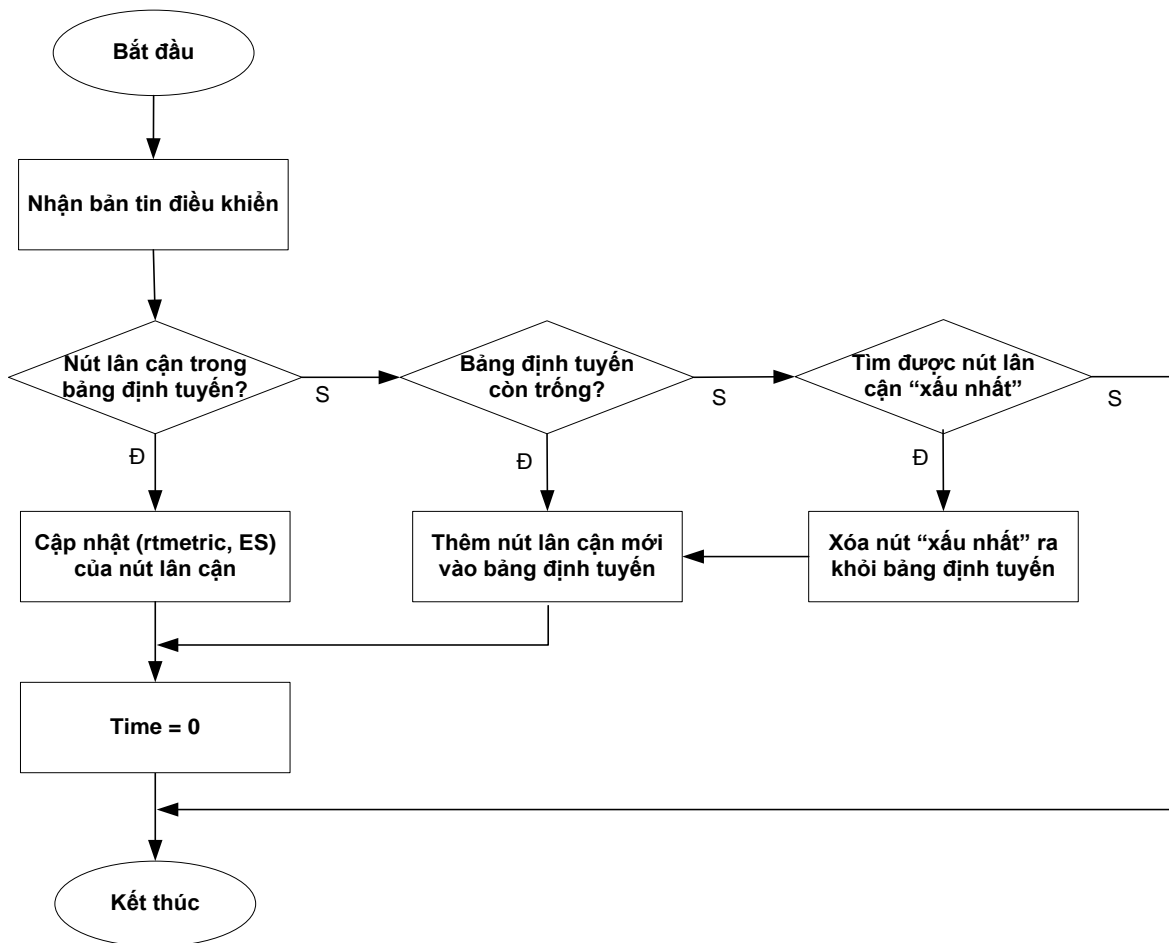 Bắt đầu
Nhận bản tin điều khiển
Nút lân cận trong
bảng định tuyến?
S
Bảng định tuyến
còn trống?
S
Tìm được nút lân
cận “xấu nhất”
S
Đ
Đ
Đ
Cập nhật (rtmetric, ES)
của nút lân cận
Thêm nút lân cận mới
vào bảng định tuyến
Xóa nút “xấu nhất” ra
khỏi bảng định tuyến
Time = 0
Kết thúc